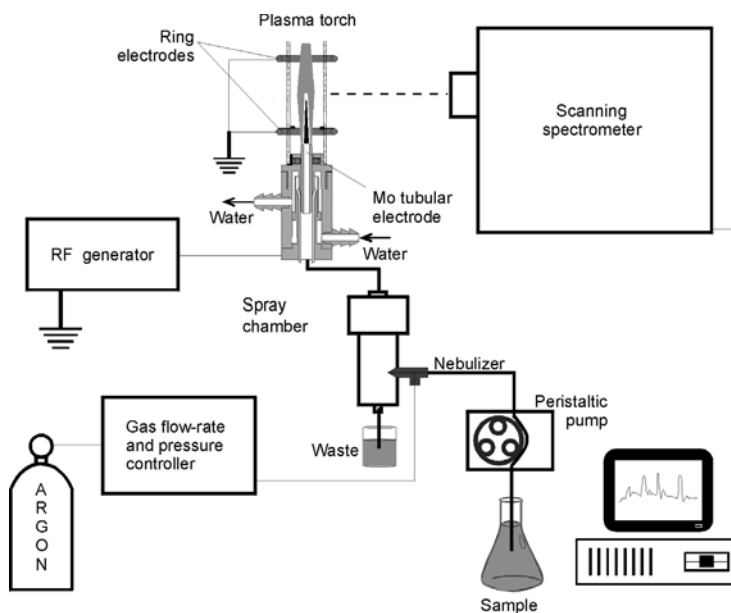 Plasma torch
Ring
electrodes
Scanning
spectrometer
Mo tubular
electrode
Water
Water
RF generator
Spray
chamber
Nebulizer
Peristaltic
pump
Gas flow-rate
and pressure
controller
Waste
ARGON
Sample